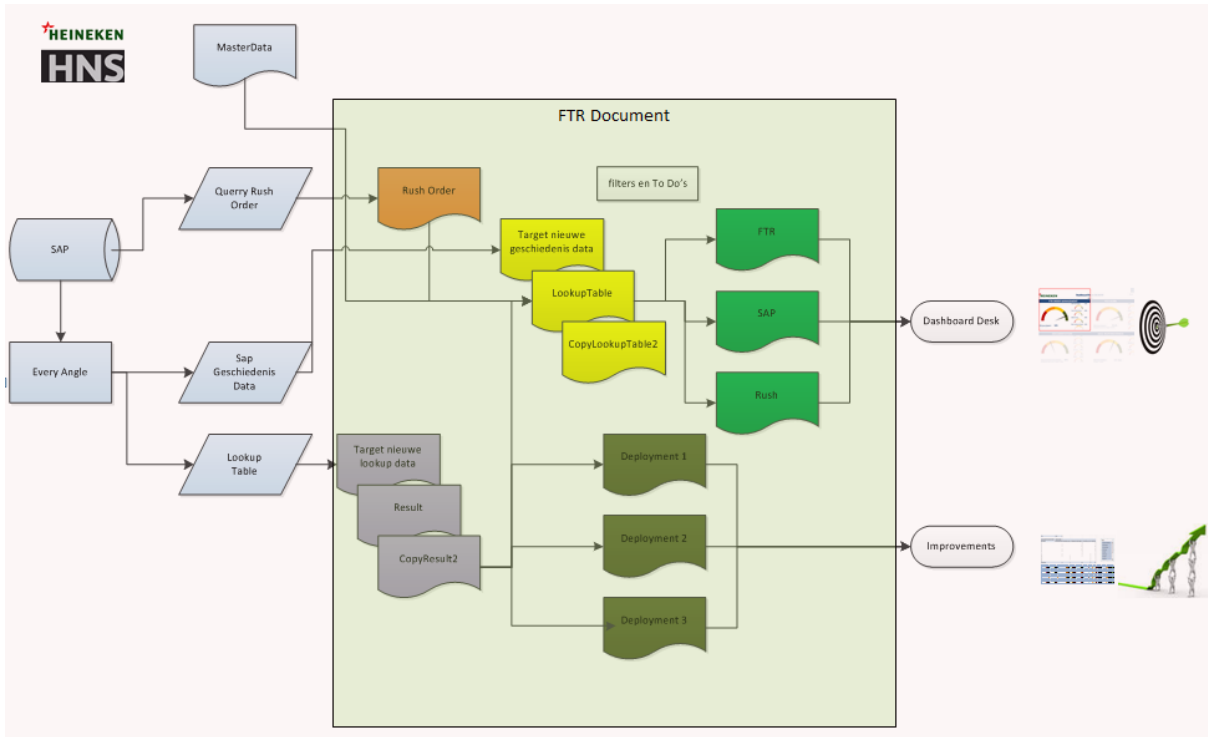 HEINEKEN
HNS
MasterData
FTR Document
Querry Rush
Order
Rush Order
filters en To Do's
SAP
Target nieuwe
geschiedenis data
FTR
LookupTable
SAP
Dashboard Desk
CopyLookupTable2
Every Angle
Sap
Geschiedenis
Data
Rush
Lookup
Table
Target nieuwe
lookup data
Deployment 1
Result
CopyResult2
Deployment 2
Improvements
Deployment 3